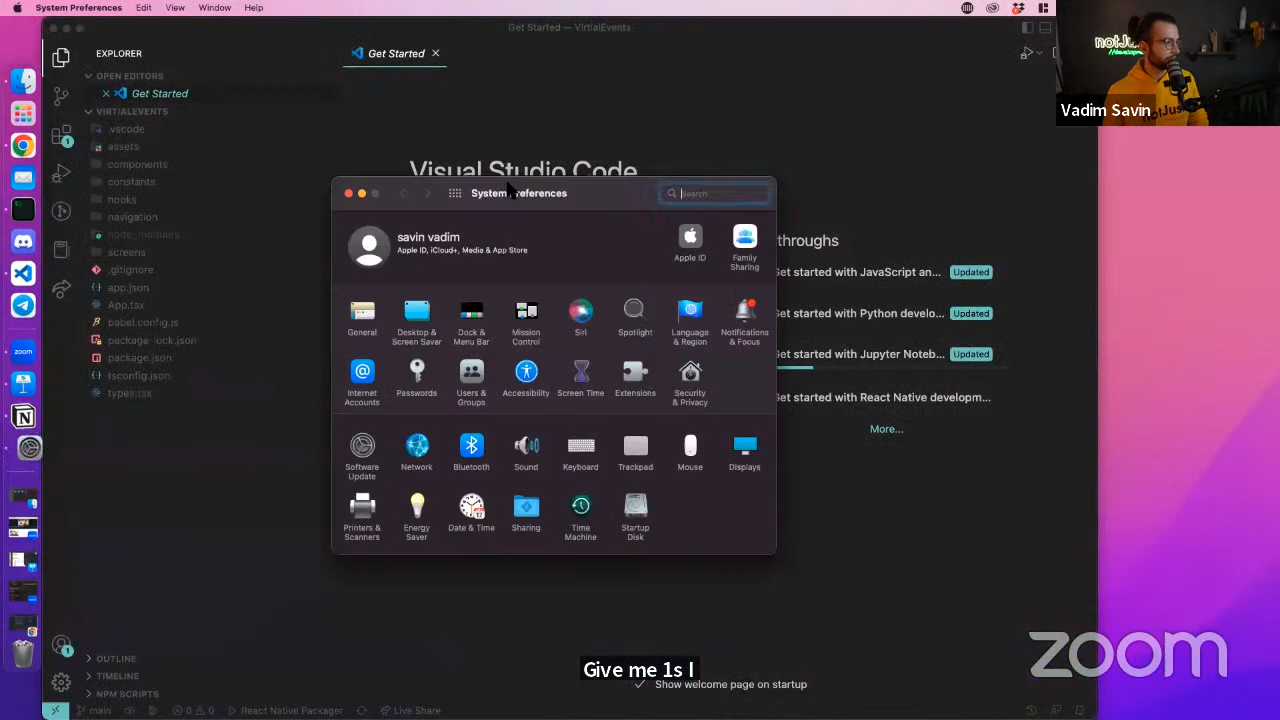 System Preferences Edit View Window Help
Get Started — VirtialEvents
EXPLORER
Get Started
OPEN EDITORS
Get Started
VIRTIALEVENTS
.vscode
assets
components
constants
hooks
navigation
node_modules
screens
.gitignore
app.json
App.tsx
babel.config.js
package-lock.json
package.json
tsconfig.json
types.tsx
OUTLINE
TIMELINE
NPM SCRIPTS
main
0 0
React Native Packager
Live Share
Visual Studio Code
System Preferences
Search
savin vadim
Apple ID, iCloud+, Media & App Store
Apple ID
Family
Sharing
General
Desktop &
Screen Saver
Dock &
Menu Bar
Mission
Control
Siri
Spotlight
Language
& Region
Notifications
& Focus
Internet
Accounts
Passwords
Users &
Groups
Accessibility
Screen Time
Extensions
Security
& Privacy
Software
Update
Network
Bluetooth
Sound
Keyboard
Trackpad
Mouse
Displays
Printers &
Scanners
Energy
Saver
Date & Time
Sharing
Time
Machine
Startup
Disk
throughs
Get started with JavaScript an... Updated
Get started with Python develo... Updated
Get started with Jupyter Noteb... Updated
Get started with React Native developm...
More...
Show welcome page on startup
Give me 1s I
Vadim Savin
zoom
zoom